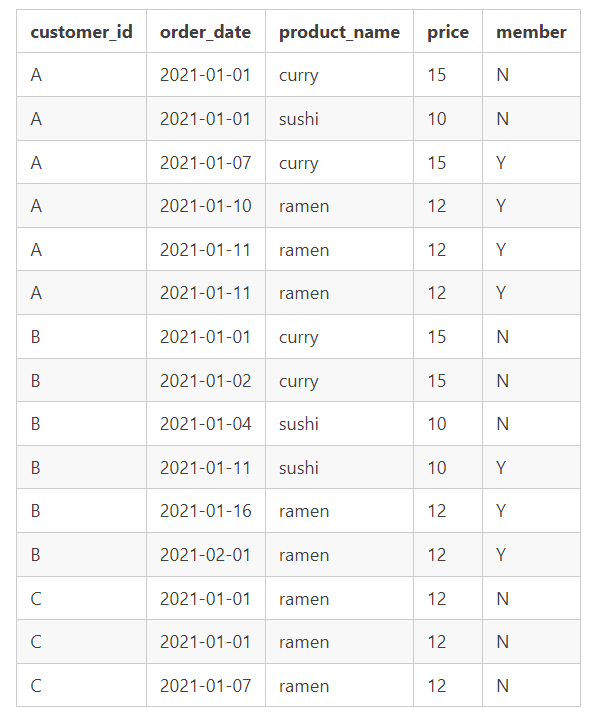 customer_id order_date product_name price member
A 2021-01-01 curry 15 N
A 2021-01-01 sushi 10 N
A 2021-01-07 curry 15 Y
A 2021-01-10 ramen 12 Y
A 2021-01-11 ramen 12 Y
A 2021-01-11 ramen 12 Y
B 2021-01-01 curry 15 N
B 2021-01-02 curry 15 N
B 2021-01-04 sushi 10 N
B 2021-01-11 sushi 10 Y
B 2021-01-16 ramen 12 Y
B 2021-02-01 ramen 12 Y
C 2021-01-01 ramen 12 N
C 2021-01-01 ramen 12 N
C 2021-01-07 ramen 12 N